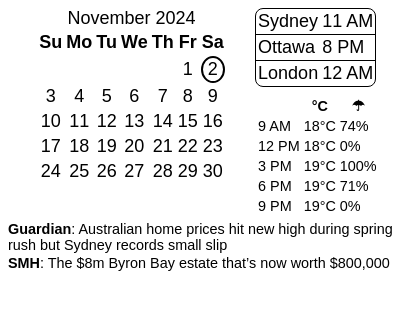 November 2024
Su Mo Tu We Th Fr Sa
1 2
3 4 5 6 7 8 9
10 11 12 13 14 15 16
17 18 19 20 21 22 23
24 25 26 27 28 29 30
Sydney 11 AM
Ottawa 8 PM
London 12 AM
°C ☂
9 AM 18°C 74%
12 PM 18°C 0%
3 PM 19°C 100%
6 PM 19°C 71%
9 PM 19°C 0%
Guardian: Australian home prices hit new high during spring
rush but Sydney records small slip
SMH: The $8m Byron Bay estate that’s now worth $800,000